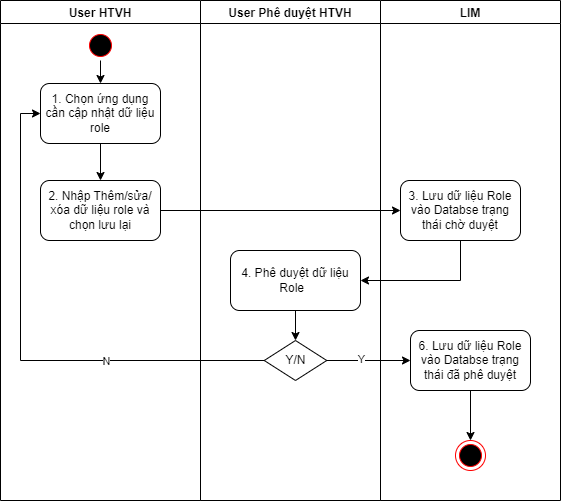 User HTVH
User Phê duyệt HTVH
LIM
1. Chọn ứng dụng
cần cập nhật dữ liệu
role
2. Nhập Thêm/sửa/
xóa dữ liệu role và
chọn lưu lại
3. Lưu dữ liệu Role
vào Databse trạng
thái chờ duyệt
4. Phê duyệt dữ liệu
Role
Y/N
N
Y
6. Lưu dữ liệu Role
vào Databse trạng
thái đã phê duyệt